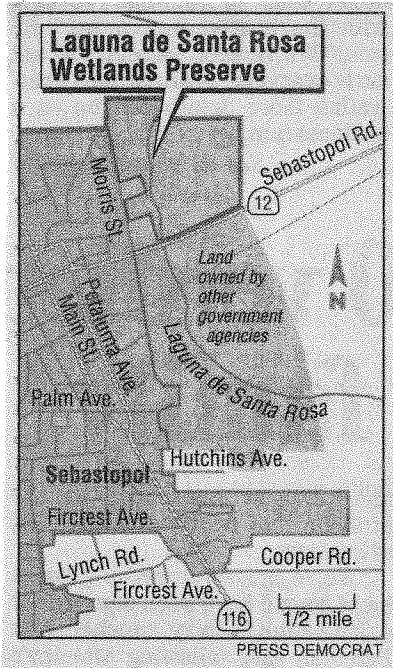 Laguna de Santa Rosa
Wetlands Preserve
Sebastopol Rd.
12
Morris St.
Land
owned by
other
government
agencies
N
Petaluma Ave.
Main St.
Laguna de Santa Rosa
Palm Ave.
Hutchins Ave.
Sebastopol
Fircrest Ave.
Lynch Rd.
Cooper Rd.
Fircrest Ave.
116
1/2 mile
PRESS DEMOCRAT